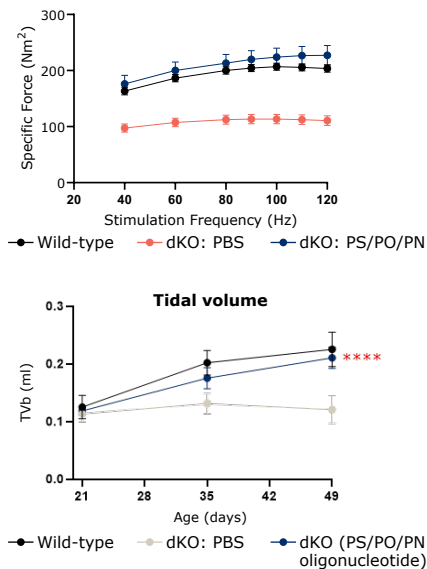 300
200
100
0
Specific Force (Nm²)
20 40 60 80 100 120
Stimulation Frequency (Hz)
Wild-type dKO: PBS dKO: PS/PO/PN
Tidal volume
0.3
0.2
0.1
0.0
TVb (ml)
****
21 28 35 42 49
Age (days)
Wild-type dKO: PBS dKO (PS/PO/PN
oligonucleotide)